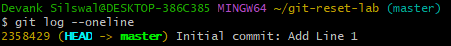 Devank Silswal@DESKTOP-386C385 MINGW64 ~/git-reset-lab (master)
$ git log --oneline
2358429 (HEAD -> master) Initial commit: Add Line 1